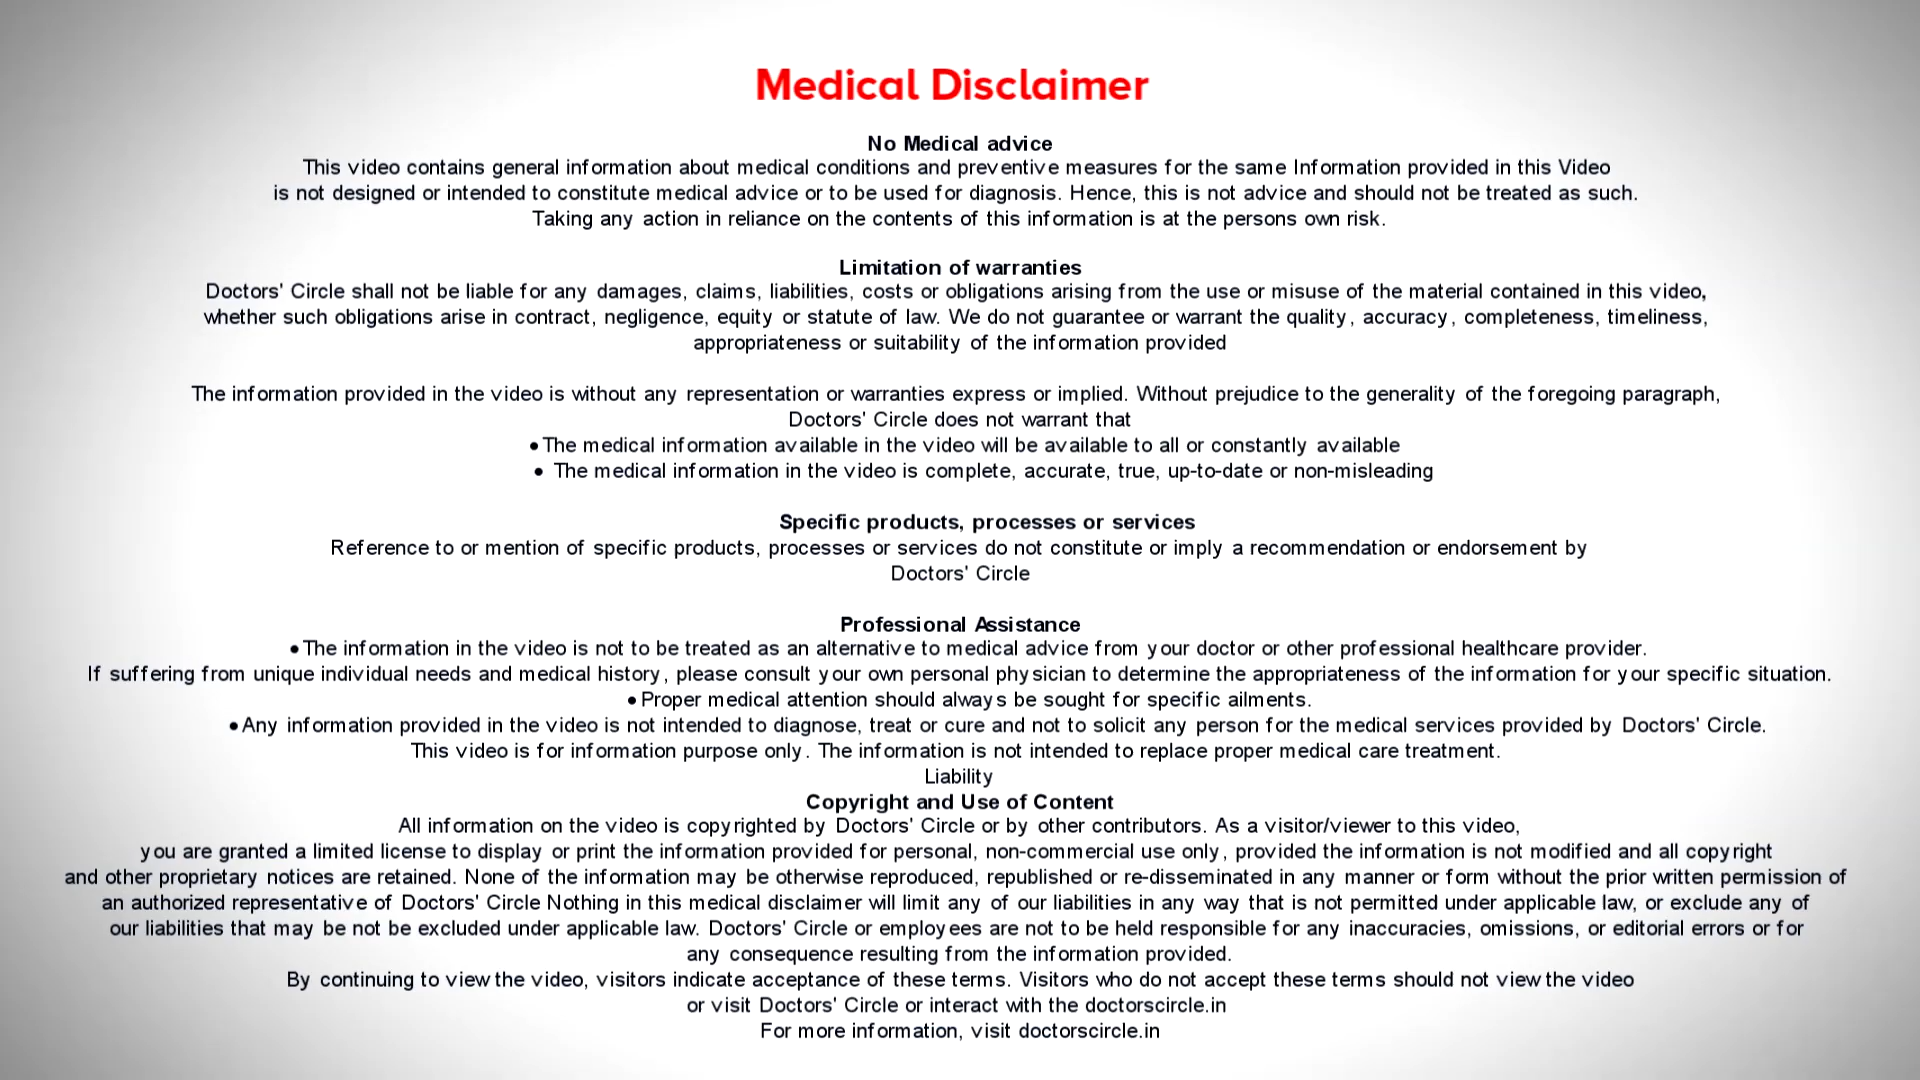 Medical Disclaimer
No Medical advice
This video contains general information about medical conditions and preventive measures for the same Information provided in this Video
is not designed or intended to constitute medical advice or to be used for diagnosis. Hence, this is not advice and should not be treated as such.
Taking any action in reliance on the contents of this information is at the persons own risk.
Limitation of warranties
Doctors' Circle shall not be liable for any damages, claims, liabilities, costs or obligations arising from the use or misuse of the material contained in this video,
whether such obligations arise in contract, negligence, equity or statute of law. We do not guarantee or warrant the quality, accuracy, completeness, timeliness,
appropriateness or suitability of the information provided
The information provided in the video is without any representation or warranties express or implied. Without prejudice to the generality of the foregoing paragraph,
Doctors' Circle does not warrant that
• The medical information available in the video will be available to all or constantly available
• The medical information in the video is complete, accurate, true, up-to-date or non-misleading
Specific products, processes or services
Reference to or mention of specific products, processes or services do not constitute or imply a recommendation or endorsement by
Doctors' Circle
Professional Assistance
• The information in the video is not to be treated as an alternative to medical advice from your doctor or other professional healthcare provider.
If suffering from unique individual needs and medical history, please consult your own personal physician to determine the appropriateness of the information for your specific situation.
• Proper medical attention should always be sought for specific ailments.
• Any information provided in the video is not intended to diagnose, treat or cure and not to solicit any person for the medical services provided by Doctors' Circle.
This video is for information purpose only. The information is not intended to replace proper medical care treatment.
Liability
Copyright and Use of Content
All information on the video is copyrighted by Doctors' Circle or by other contributors. As a visitor/viewer to this video,
you are granted a limited license to display or print the information provided for personal, non-commercial use only, provided the information is not modified and all copyright
and other proprietary notices are retained. None of the information may be otherwise reproduced, republished or re-disseminated in any manner or form without the prior written permission of
an authorized representative of Doctors' Circle Nothing in this medical disclaimer will limit any of our liabilities in any way that is not permitted under applicable law, or exclude any of
our liabilities that may be not be excluded under applicable law. Doctors' Circle or employees are not to be held responsible for any inaccuracies, omissions, or editorial errors or for
any consequence resulting from the information provided.
By continuing to view the video, visitors indicate acceptance of these terms. Visitors who do not accept these terms should not view the video
or visit Doctors' Circle or interact with the doctorscircle.in
For more information, visit doctorscircle.in